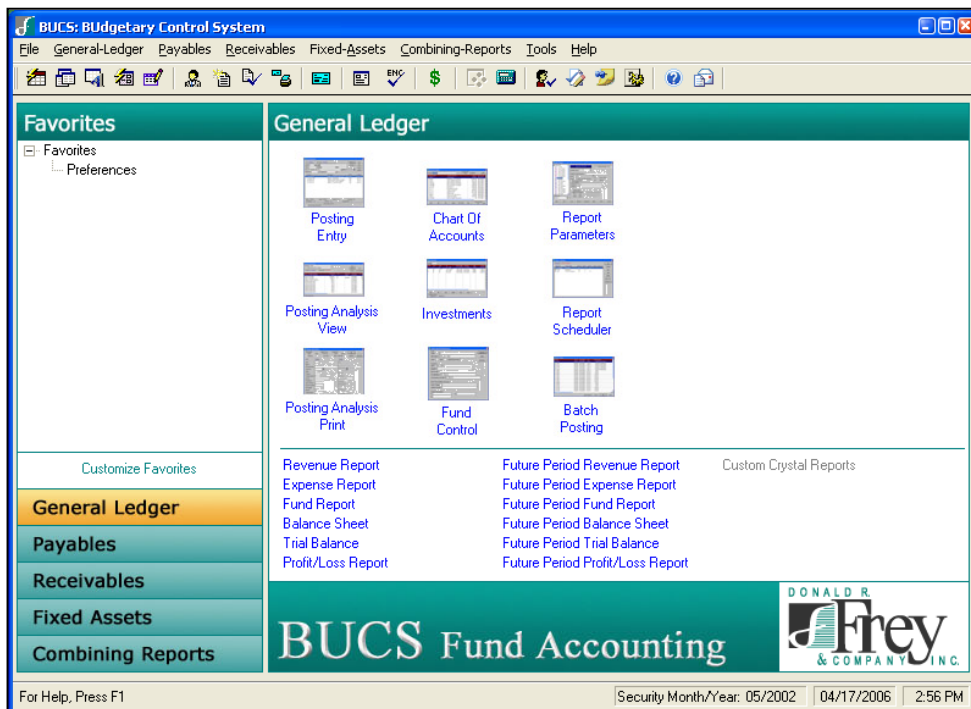 BUCS: BUdgetary Control System
File General-Ledger Payables Receivables Fixed-Assets Combining-Reports Tools Help
ENC
$
Favorites
Favorites
Preferences
Customize Favorites
General Ledger
Payables
Receivables
Fixed Assets
Combining Reports
General Ledger
Posting
Entry
Chart Of
Accounts
Report
Parameters
Posting Analysis
View
Investments
Report
Scheduler
Posting Analysis
Print
Fund
Control
Batch
Posting
Revenue Report
Expense Report
Fund Report
Balance Sheet
Trial Balance
Profit/Loss Report
Future Period Revenue Report
Future Period Expense Report
Future Period Fund Report
Future Period Balance Sheet
Future Period Trial Balance
Future Period Profit/Loss Report
Custom Crystal Reports
BUCS Fund Accounting
DONALD R.
Frey
& COMPANY INC.
For Help, Press F1
Security Month/Year: 05/2002 04/17/2006 2:56 PM